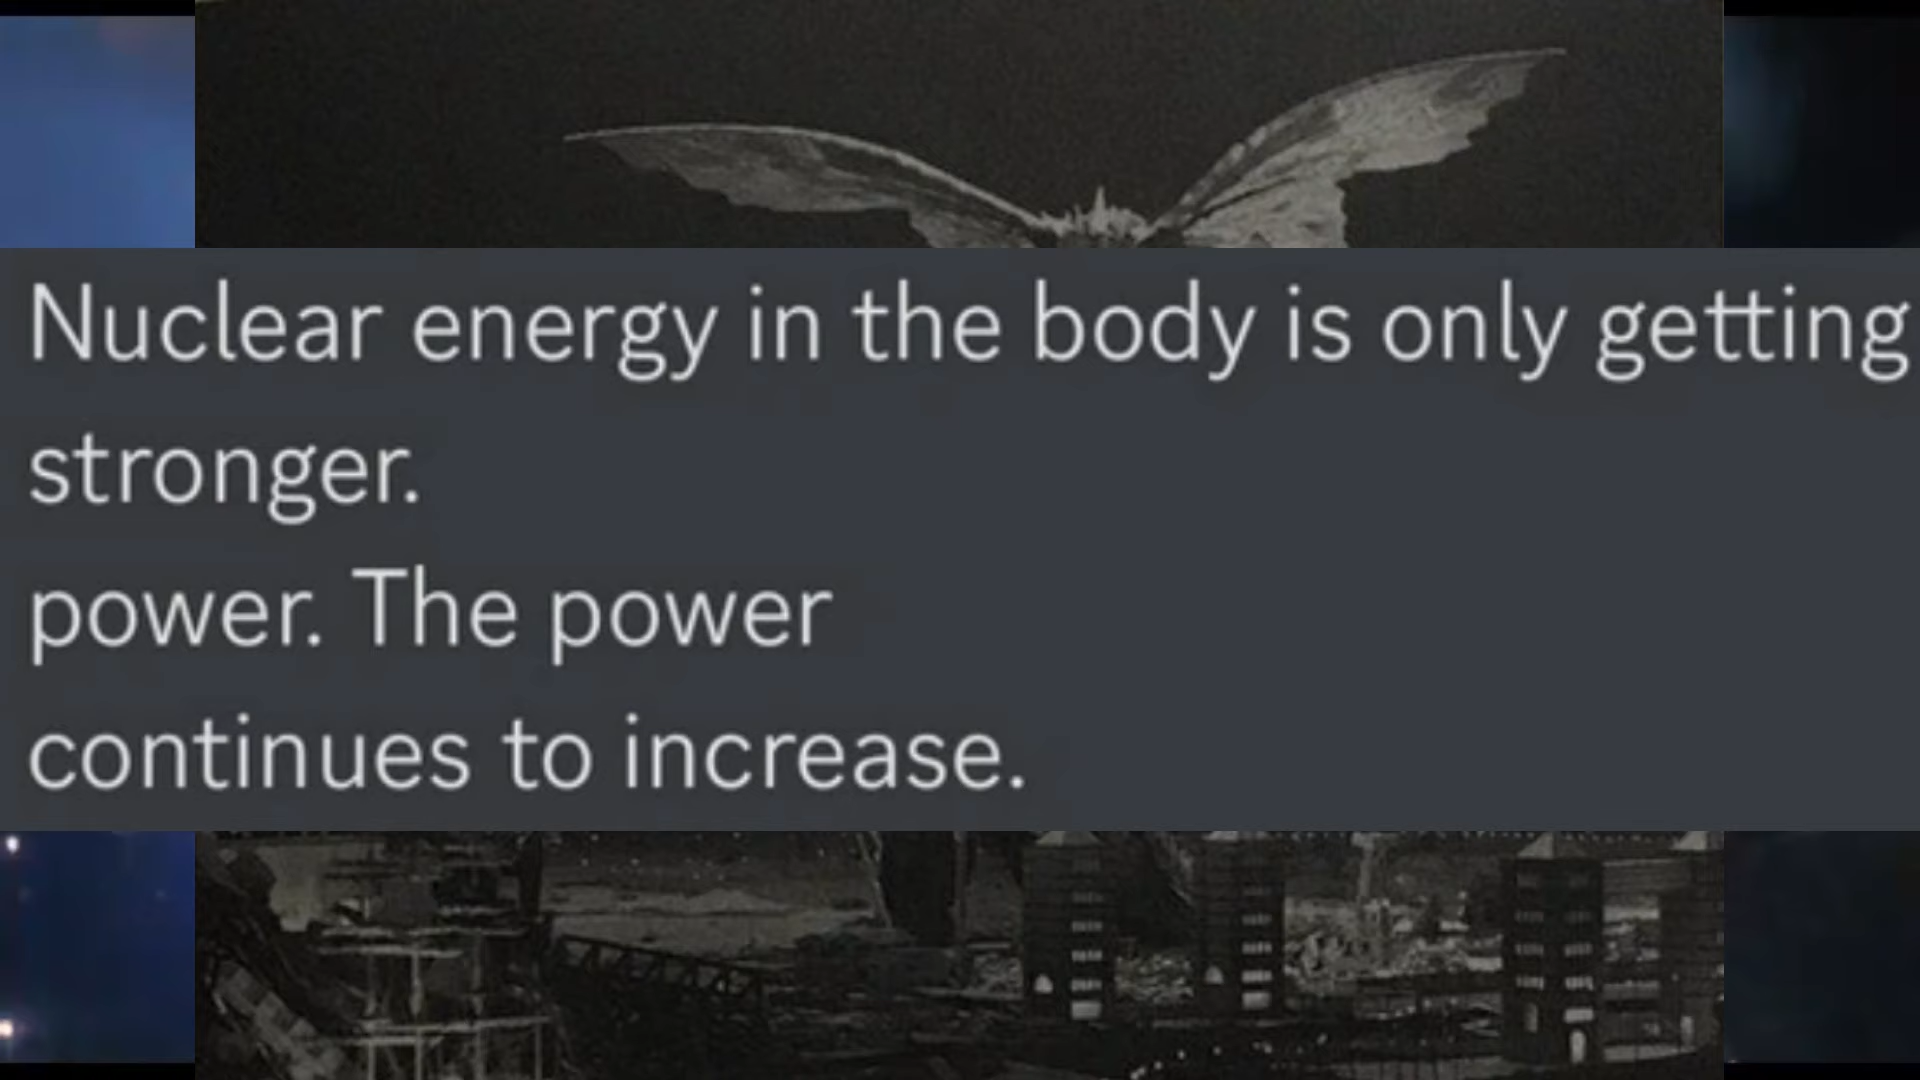 Nuclear energy in the body is only getting
stronger.
power. The power
continues to increase.